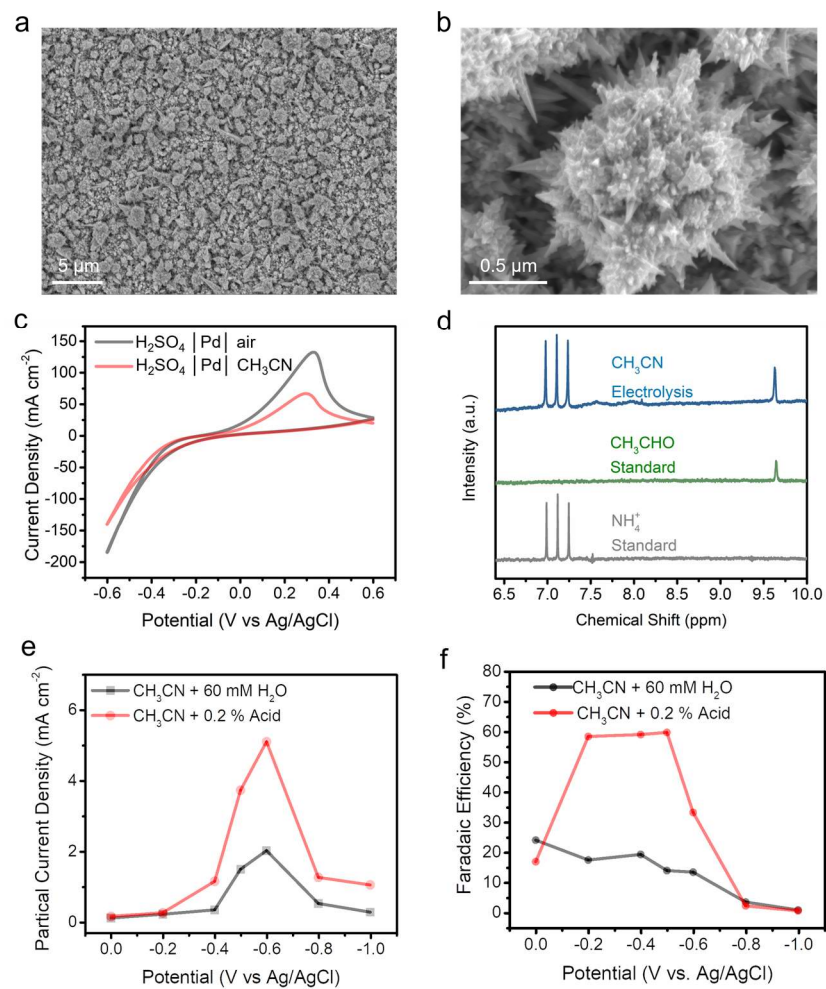 a
b
5 μm
0.5 μm
c
150
125
100
75
50
25
0
-25
-50
-75
-100
-125
-150
-175
-200
Current Density (mA cm⁻²)
H₂SO₄ | Pd | air
H₂SO₄ | Pd | CH₃CN
-0.6 -0.4 -0.2 0.0 0.2 0.4 0.6
Potential (V vs Ag/AgCl)
d
Intensity (a.u.)
CH₃CN
Electrolysis
CH₃CHO
Standard
NH₄⁺
Standard
6.5 7.0 7.5 8.0 8.5 9.0 9.5 10.0
Chemical Shift (ppm)
e
Partical Current Density (mA cm⁻²)
6
4
2
0
CH₃CN + 60 mM H₂O
CH₃CN + 0.2 % Acid
0.0 -0.2 -0.4 -0.6 -0.8 -1.0
Potential (V vs Ag/AgCl)
f
Faradaic Efficiency (%)
80
70
60
50
40
30
20
10
0
CH₃CN + 60 mM H₂O
CH₃CN + 0.2 % Acid
0.0 -0.2 -0.4 -0.6 -0.8 -1.0
Potential (V vs. Ag/AgCl)